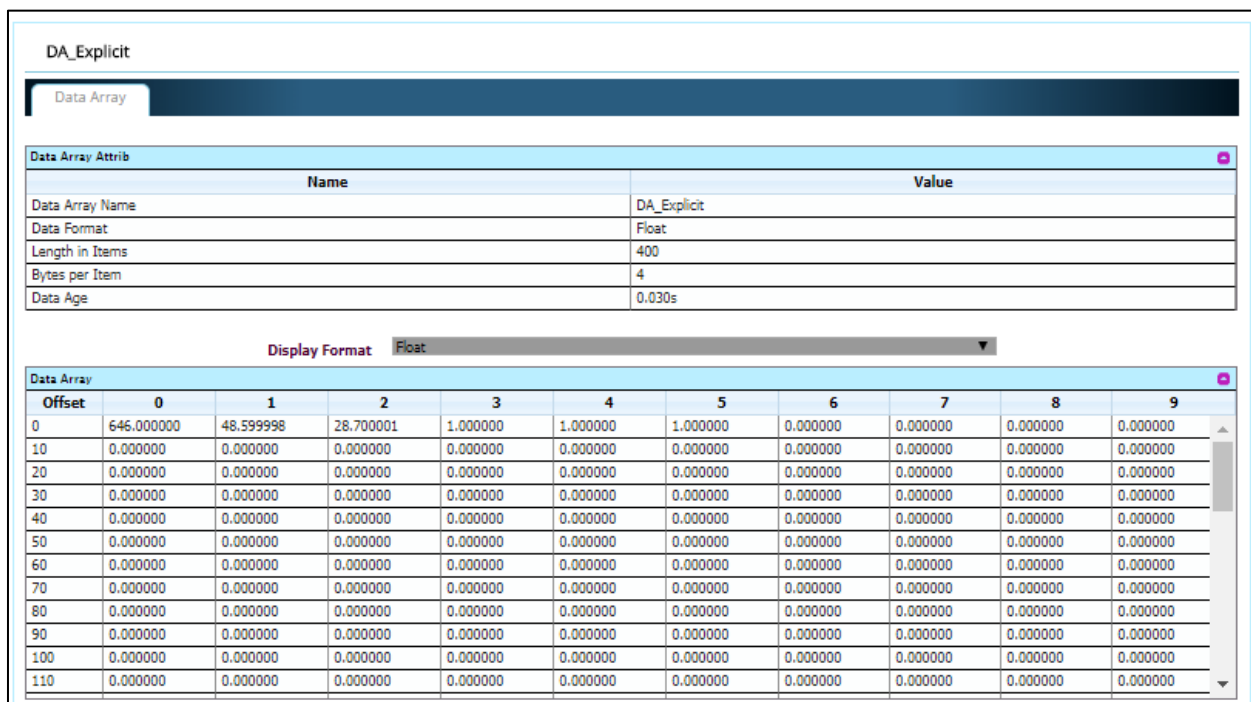 DA_Explicit
Data Array
Data Array Attrib
Name Value
Data Array Name DA_Explicit
Data Format Float
Length in Items 400
Bytes per Item 4
Data Age 0.030s
Display Format Float
Data Array
Offset 0 1 2 3 4 5 6 7 8 9
0 646.000000 48.599998 28.700001 1.000000 1.000000 1.000000 0.000000 0.000000 0.000000 0.000000
10 0.000000 0.000000 0.000000 0.000000 0.000000 0.000000 0.000000 0.000000 0.000000 0.000000
20 0.000000 0.000000 0.000000 0.000000 0.000000 0.000000 0.000000 0.000000 0.000000 0.000000
30 0.000000 0.000000 0.000000 0.000000 0.000000 0.000000 0.000000 0.000000 0.000000 0.000000
40 0.000000 0.000000 0.000000 0.000000 0.000000 0.000000 0.000000 0.000000 0.000000 0.000000
50 0.000000 0.000000 0.000000 0.000000 0.000000 0.000000 0.000000 0.000000 0.000000 0.000000
60 0.000000 0.000000 0.000000 0.000000 0.000000 0.000000 0.000000 0.000000 0.000000 0.000000
70 0.000000 0.000000 0.000000 0.000000 0.000000 0.000000 0.000000 0.000000 0.000000 0.000000
80 0.000000 0.000000 0.000000 0.000000 0.000000 0.000000 0.000000 0.000000 0.000000 0.000000
90 0.000000 0.000000 0.000000 0.000000 0.000000 0.000000 0.000000 0.000000 0.000000 0.000000
100 0.000000 0.000000 0.000000 0.000000 0.000000 0.000000 0.000000 0.000000 0.000000 0.000000
110 0.000000 0.000000 0.000000 0.000000 0.000000 0.000000 0.000000 0.000000 0.000000 0.000000